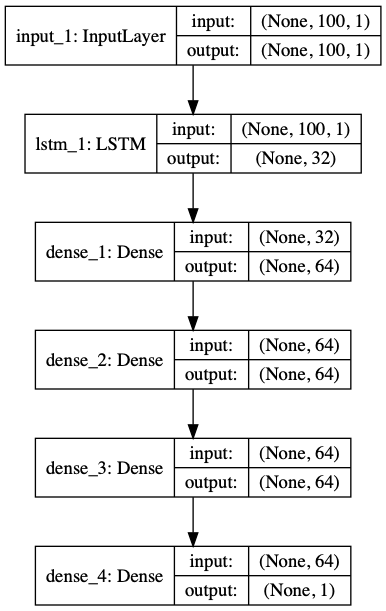 input_1: InputLayer
input: (None, 100, 1)
output: (None, 100, 1)
lstm_1: LSTM
input: (None, 100, 1)
output: (None, 32)
dense_1: Dense
input: (None, 32)
output: (None, 64)
dense_2: Dense
input: (None, 64)
output: (None, 64)
dense_3: Dense
input: (None, 64)
output: (None, 64)
dense_4: Dense
input: (None, 64)
output: (None, 1)